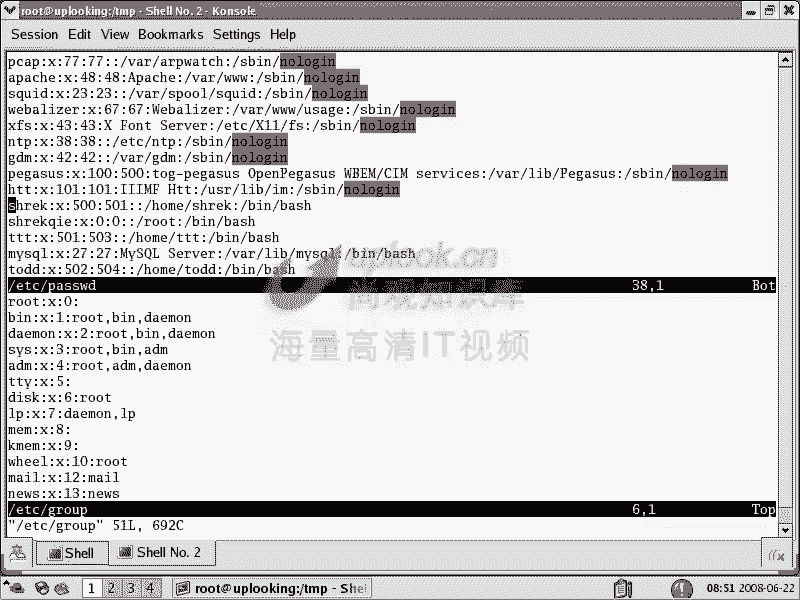 root@uplooking:/tmp - Shell No. 2 - Konsole
Session Edit View Bookmarks Settings Help
pcap:x:77:77::/var/arpwatch:/sbin/nologin
apache:x:48:48:Apache:/var/www:/sbin/nologin
squid:x:23:23::/var/spool/squid:/sbin/nologin
webalizer:x:67:67:Webalizer:/var/www/usage:/sbin/nologin
xfs:x:43:43:X Font Server:/etc/X11/fs:/sbin/nologin
ntp:x:38:38::/etc/ntp:/sbin/nologin
gdm:x:42:42::/var/gdm:/sbin/nologin
pegasus:x:100:500:tog-pegasus OpenPegasus WBEM/CIM services:/var/lib/Pegasus:/sbin/nologin
htt:x:101:101:IIIMF Htt:/usr/lib/im:/sbin/nologin
shrek:x:500:501::/home/shrek:/bin/bash
shrekqie:x:0:0::/root:/bin/bash
ttt:x:501:503::/home/ttt:/bin/bash
mysql:x:27:27:MySQL Server:/var/lib/mysql:/bin/bash
todd:x:502:504::/home/todd:/bin/bash
uplook.cn
尚观知识库
海量高清IT视频
/etc/passwd 38,1 Bot
root:x:0:
bin:x:1:root,bin,daemon
daemon:x:2:root,bin,daemon
sys:x:3:root,bin,adm
adm:x:4:root,adm,daemon
tty:x:5:
disk:x:6:root
lp:x:7:daemon,lp
mem:x:8:
kmem:x:9:
wheel:x:10:root
mail:x:12:mail
news:x:13:news
/etc/group 6,1 Top
"/etc/group" 51L, 692C
Shell Shell No. 2
1 2 3 4 root@uplooking:/tmp - She 08:51 2008-06-22